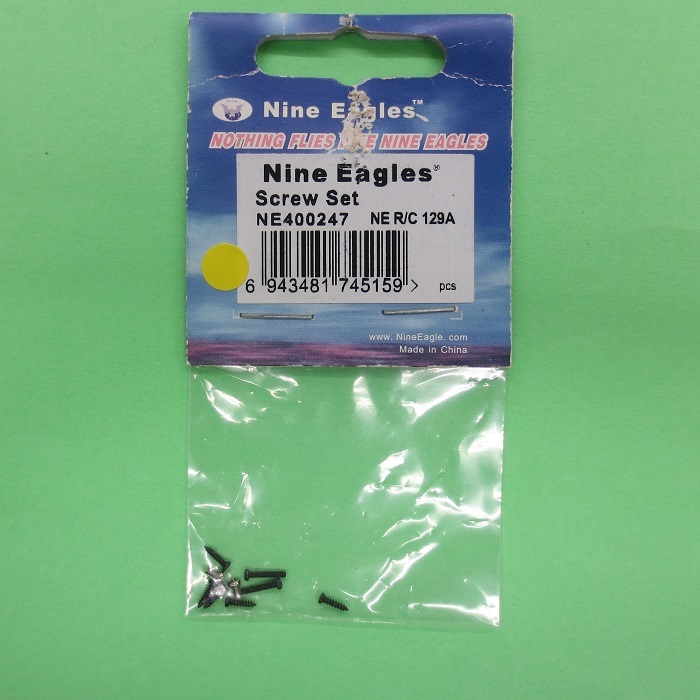 Nine Eagles™
NOTHING FLIES NINE EAGLES
Nine Eagles®
Screw Set
NE400247 NE R/C 129A
6 943481 745159 > pcs
www.NineEagle.com
Made in China